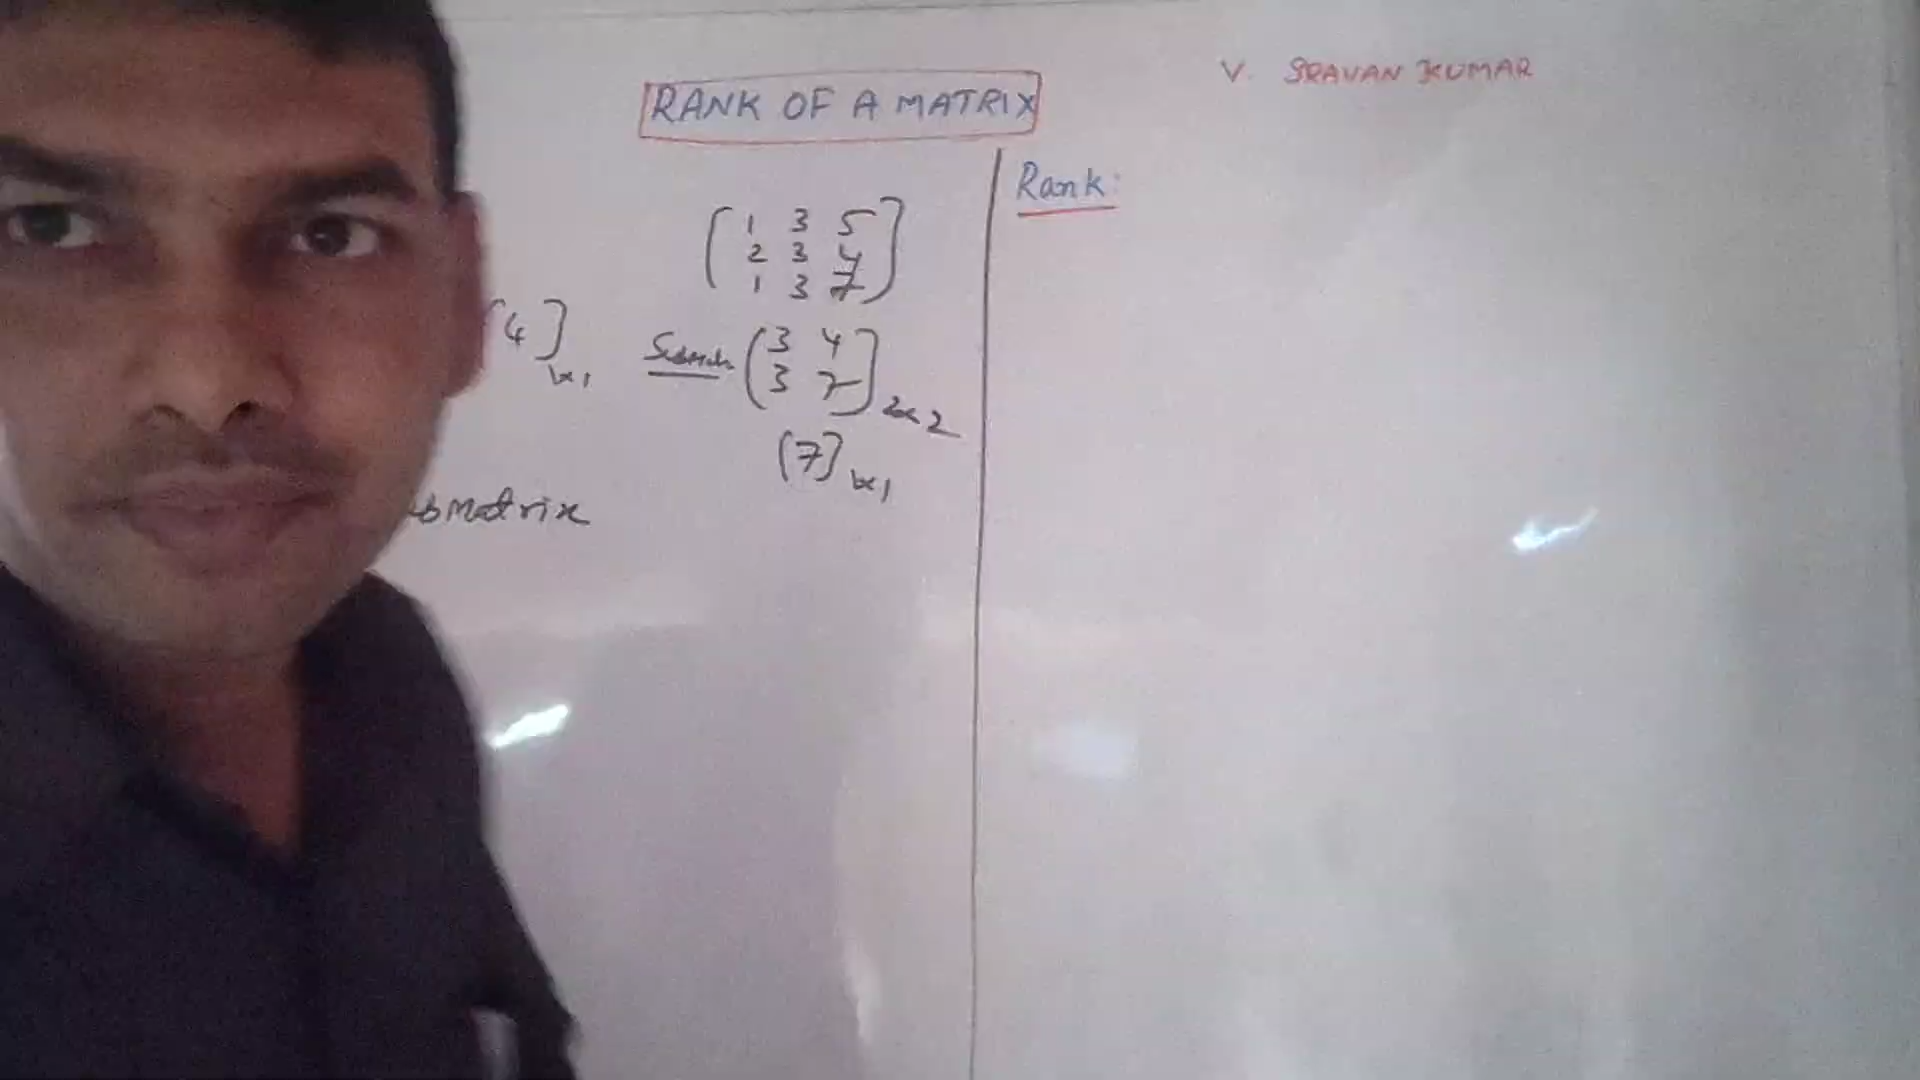 V. SRAVAN KUMAR
RANK OF A MATRIX
Rank:
1 3 5
2 3 4
1 3 7
[4] 1x1
3 4
3 7
2x2
[7] 1x1